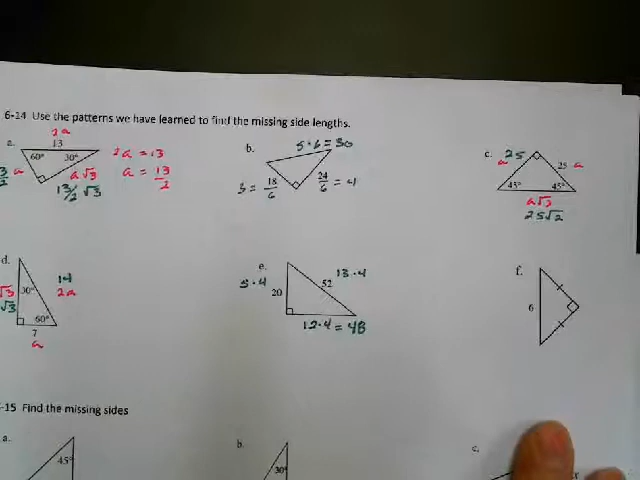 6-14 Use the patterns we have learned to find the missing side lengths.
a.
2a
13
60° 30°
a
a√3
13/2 √3
2a = 13
a = 13/2
b.
5·6=30
3 = 18/6
24/6 = 4
c.
25
a
25 a
45° 45°
a√3
25√2
d.
30°
14
2a
√3
√3
60°
7
a
e.
5·4 20
52 13·4
12·4 = 48
f.
6
-15 Find the missing sides
a.
45°
b.
30°
c.